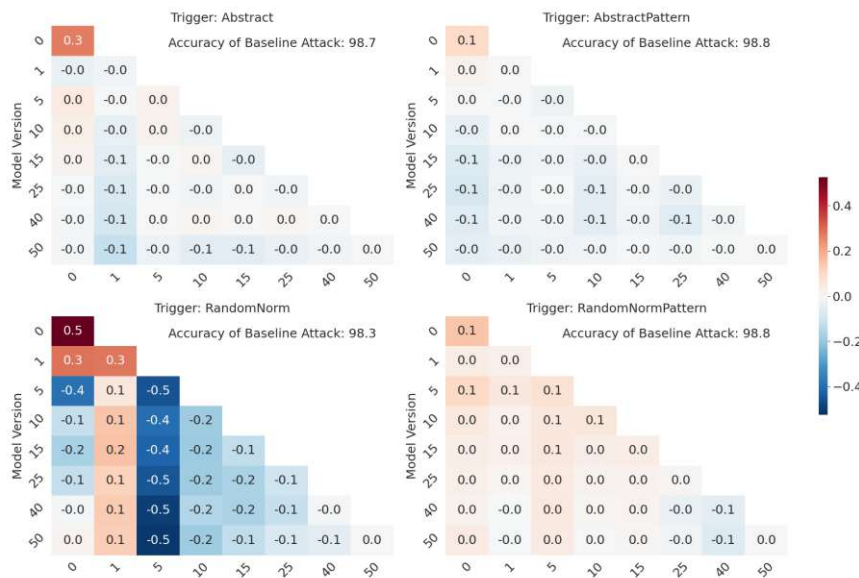 Trigger: Abstract
Accuracy of Baseline Attack: 98.7
Model Version
0 0.3
1 -0.0 -0.0
5 0.0 -0.0 0.0
10 0.0 -0.0 0.0 -0.0
15 0.0 -0.1 -0.0 0.0 -0.0
25 -0.0 -0.1 -0.0 -0.0 0.0 -0.0
40 -0.0 -0.1 0.0 0.0 0.0 0.0 0.0
50 -0.0 -0.1 -0.0 -0.1 -0.1 -0.0 -0.0 0.0
0 1 5 10 15 25 40 50
Trigger: AbstractPattern
Accuracy of Baseline Attack: 98.8
Model Version
0 0.1
1 0.0 0.0
5 0.0 -0.0 -0.0
10 -0.0 0.0 -0.0 -0.0
15 -0.1 -0.0 -0.0 -0.0 0.0
25 -0.1 -0.0 0.0 -0.1 -0.0 -0.0
40 -0.1 -0.0 -0.0 -0.1 -0.0 -0.1 -0.0
50 -0.0 -0.0 -0.0 -0.0 -0.0 -0.0 -0.0 0.0
0 1 5 10 15 25 40 50
Trigger: RandomNorm
Accuracy of Baseline Attack: 98.3
Model Version
0 0.5
1 0.3 0.3
5 -0.4 0.1 -0.5
10 -0.1 0.1 -0.4 -0.2
15 -0.2 0.2 -0.4 -0.2 -0.1
25 -0.1 0.1 -0.5 -0.2 -0.2 -0.1
40 -0.0 0.1 -0.5 -0.2 -0.2 -0.1 -0.0
50 0.0 0.1 -0.5 -0.2 -0.1 -0.1 -0.1 0.0
0 1 5 10 15 25 40 50
Trigger: RandomNormPattern
Accuracy of Baseline Attack: 98.8
Model Version
0 0.1
1 0.0 0.0
5 0.1 0.1 0.1
10 0.0 0.0 0.1 0.1
15 0.0 0.0 0.1 0.0 0.0
25 0.0 0.0 0.0 0.0 0.0 0.0
40 0.0 -0.0 0.0 0.0 0.0 -0.0 -0.1
50 0.0 -0.0 0.0 0.0 0.0 -0.0 -0.1 0.0
0 1 5 10 15 25 40 50
0.4
0.2
0.0
−0.2
−0.4